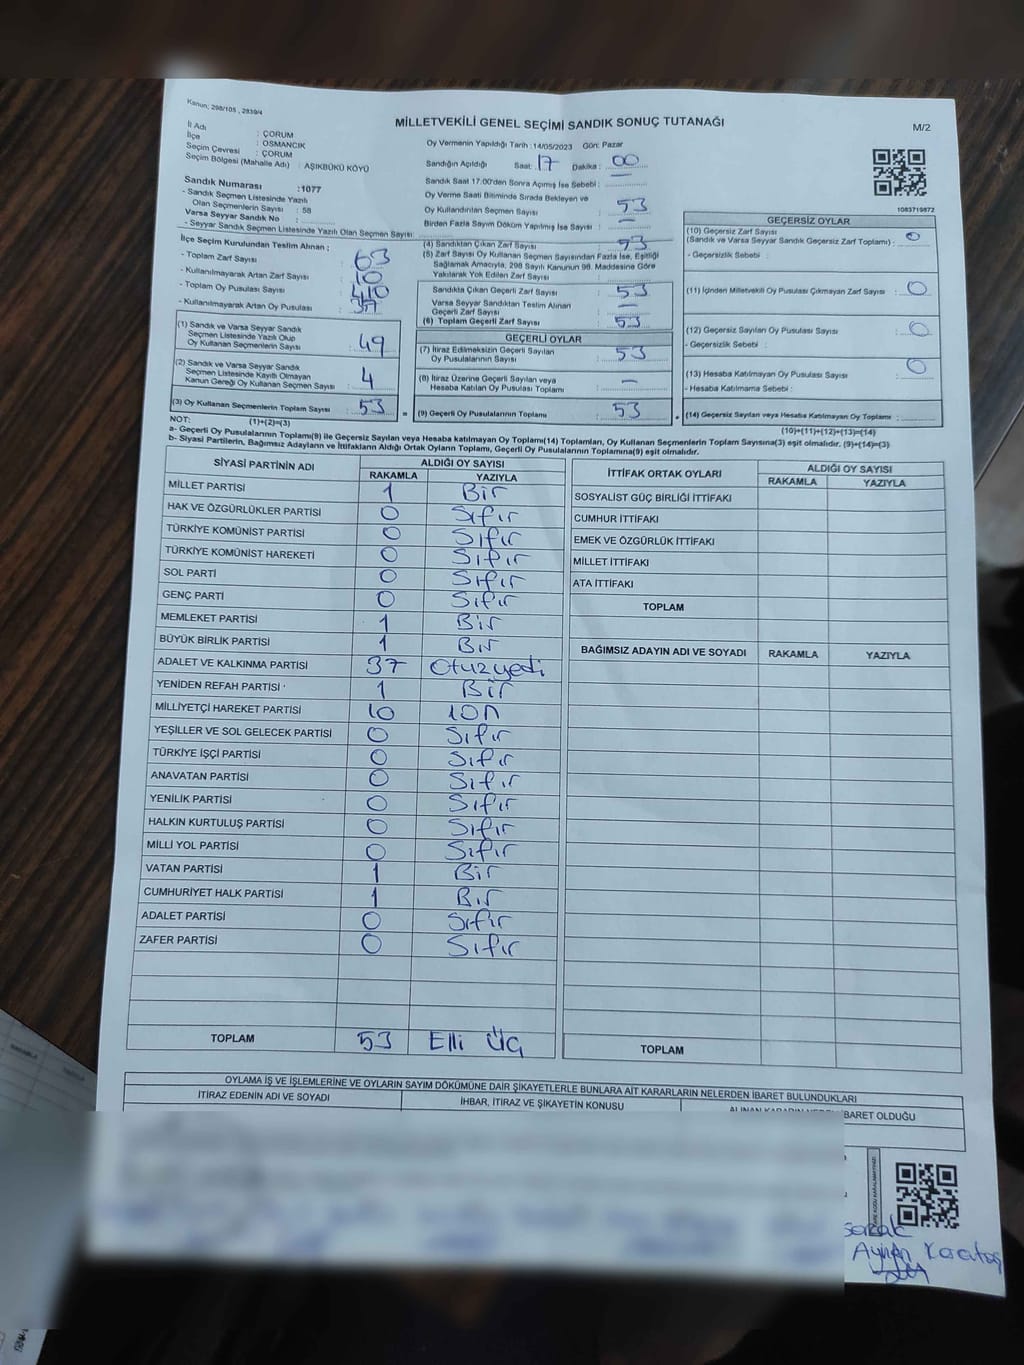 Kanun; 298/105 , 2839/4
MİLLETVEKİLİ GENEL SEÇİMİ SANDIK SONUÇ TUTANAĞI
M/2
İl Adı : ÇORUM
İlçe : OSMANCIK
Seçim Çevresi : ÇORUM
Seçim Bölgesi (Mahalle Adı) : AŞIKBÜKÜ KÖYÜ
Sandık Numarası :1077
- Sandık Seçmen Listesinde Yazılı
Olan Seçmenlerin Sayısı : 58
Varsa Seyyar Sandık No :
- Seyyar Sandık Seçmen Listesinde Yazılı Olan Seçmen Sayısı:
İlçe Seçim Kurulundan Teslim Alınan :
- Toplam Zarf Sayısı : 63
- Kullanılmayarak Artan Zarf Sayısı : 10
- Toplam Oy Pusulası Sayısı :
- Kullanılmayarak Artan Oy Pusulası :
(1) Sandık ve Varsa Seyyar Sandık
Seçmen Listesinde Yazılı Olup
Oy Kullanan Seçmenlerin Sayısı : 49
(2) Sandık ve Varsa Seyyar Sandık
Seçmen Listesinde Kayıtlı Olmayan
Kanun Gereği Oy Kullanan Seçmen Sayısı : 4
(3) Oy Kullanan Seçmenlerin Toplam Sayısı : 53
(1)+(2)=(3)
Oy Vermenin Yapıldığı Tarih : 14/05/2023 Gün: Pazar
Sandığın Açıldığı Saat: 17 Dakika : 00
Sandık Saat 17:00'den Sonra Açımış İse Sebebi : —
Oy Verme Saati Bitiminde Sırada Bekleyen ve
Oy Kullandırılan Seçmen Sayısı : 53
Birden Fazla Sayım Döküm Yapılmış İse Sayısı : —
(4) Sandıktan Çıkan Zarf Sayısı : 53
(5) Zarf Sayısı Oy Kullanan Seçmen Sayısından Fazla İse, Eşitliği
Sağlamak Amacıyla, 298 Sayılı Kanunun 98. Maddesine Göre
Yakılarak Yok Edilen Zarf Sayısı :
Sandıkta Çıkan Geçerli Zarf Sayısı : 53
Varsa Seyyar Sandıktan Teslim Alınan
Geçerli Zarf Sayısı : —
(6) Toplam Geçerli Zarf Sayısı : 53
GEÇERLİ OYLAR
(7) İtiraz Edilmeksizin Geçerli Sayılan
Oy Pusulalarının Sayısı : 53
(8) İtiraz Üzerine Geçerli Sayılan veya
Hesaba Katılan Oy Pusulası Toplamı : —
= (9) Geçerli Oy Pusulalarının Toplamı : 53
1083719872
GEÇERSİZ OYLAR
(10) Geçersiz Zarf Sayısı
(Sandık ve Varsa Seyyar Sandık Geçersiz Zarf Toplamı) : 0
- Geçersizlik Sebebi :
(11) İçinden Milletvekili Oy Pusulası Çıkmayan Zarf Sayısı : 0
(12) Geçersiz Sayılan Oy Pusulası Sayısı : 0
- Geçersizlik Sebebi :
(13) Hesaba Katılmayan Oy Pusulası Sayısı : 0
- Hesaba Katılmama Sebebi :
+ (14) Geçersiz Sayılan veya Hesaba Katılmayan Oy Toplamı :
(10)+(11)+(12)+(13)=(14)
NOT:
a- Geçerli Oy Pusulalarının Toplamı(9) ile Geçersiz Sayılan veya Hesaba katılmayan Oy Toplamı(14) Toplamları, Oy Kullanan Seçmenlerin Toplam Sayısına(3) eşit olmalıdır. (9)+(14)=(3)
b- Siyasi Partilerin, Bağımsız Adayların ve İttifakların Aldığı Ortak Oyların Toplamı, Geçerli Oy Pusulalarının Toplamına(9) eşit olmalıdır.
SİYASİ PARTİNİN ADI ALDIĞI OY SAYISI
RAKAMLA YAZIYLA
MİLLET PARTİSİ 1 Bir
HAK VE ÖZGÜRLÜKLER PARTİSİ 0 Sıfır
TÜRKİYE KOMÜNİST PARTİSİ 0 Sıfır
TÜRKİYE KOMÜNİST HAREKETİ 0 Sıfır
SOL PARTİ 0 Sıfır
GENÇ PARTİ 0 Sıfır
MEMLEKET PARTİSİ 1 Bir
BÜYÜK BİRLİK PARTİSİ 1 Bir
ADALET VE KALKINMA PARTİSİ 37 Otuzyedi
YENİDEN REFAH PARTİSİ 1 Bir
MİLLİYETÇİ HAREKET PARTİSİ 10 10n
YEŞİLLER VE SOL GELECEK PARTİSİ 0 Sıfır
TÜRKİYE İŞÇİ PARTİSİ 0 Sıfır
ANAVATAN PARTİSİ 0 Sıfır
YENİLİK PARTİSİ 0 Sıfır
HALKIN KURTULUŞ PARTİSİ 0 Sıfır
MİLLİ YOL PARTİSİ 0 Sıfır
VATAN PARTİSİ 1 Bir
CUMHURİYET HALK PARTİSİ 1 Bir
ADALET PARTİSİ 0 Sıfır
ZAFER PARTİSİ 0 Sıfır
TOPLAM 53 Elli Üç
İTTİFAK ORTAK OYLARI ALDIĞI OY SAYISI
RAKAMLA YAZIYLA
SOSYALİST GÜÇ BİRLİĞİ İTTİFAKI
CUMHUR İTTİFAKI
EMEK VE ÖZGÜRLÜK İTTİFAKI
MİLLET İTTİFAKI
ATA İTTİFAKI
TOPLAM
BAĞIMSIZ ADAYIN ADI VE SOYADI RAKAMLA YAZIYLA
TOPLAM
OYLAMA İŞ VE İŞLEMLERİNE VE OYLARIN SAYIM DÖKÜMÜNE DAİR ŞİKAYETLERLE BUNLARA AİT KARARLARIN NELERDEN İBARET BULUNDUKLARI
İTİRAZ EDENİN ADI VE SOYADI İHBAR, İTİRAZ VE ŞİKAYETİN KONUSU ALINAN KARARIN NEDEN İBARET OLDUĞU